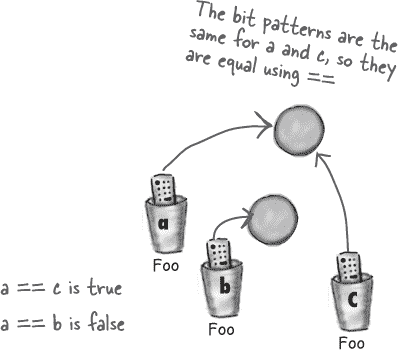 The bit patterns are the
same for a and c, so they
are equal using ==
a
Foo
b
Foo
c
Foo
a == c is true
a == b is false